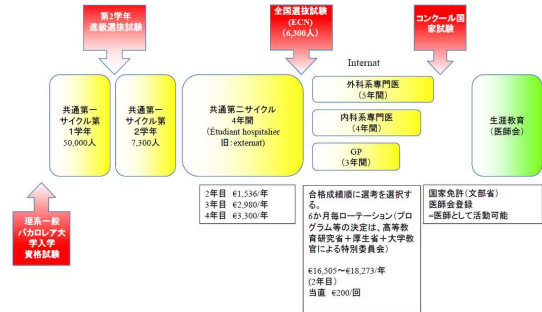 第2学年
進級選抜試験
全国選抜試験
(ECN)
(6,300人)
コンクール国
家試験
Internat
共通第一
サイクル第
1学年
50,000人
共通第一
サイクル第
2学年
7,300人
共通第二サイクル
4年間
(Étudiant hospitalier
旧:externat)
外科系専門医
(5年間)
内科系専門医
(4年間)
GP
(3年間)
生涯教育
(医師会)
理系一般
バカロレア大
学入学
資格試験
2年目 €1,536/年
3年目 €2,980/年
4年目 €3,300/年
合格成績順に選考を選択す
る。
6か月毎ローテーション(プロ
グラム等の決定は、高等教
育研究省+厚生省+大学教
官による特別委員会)
€16,505～€18,273/年
(2年目)
当直 €200/回
国家免許(文部省)
医師会登録
=医師として活動可能